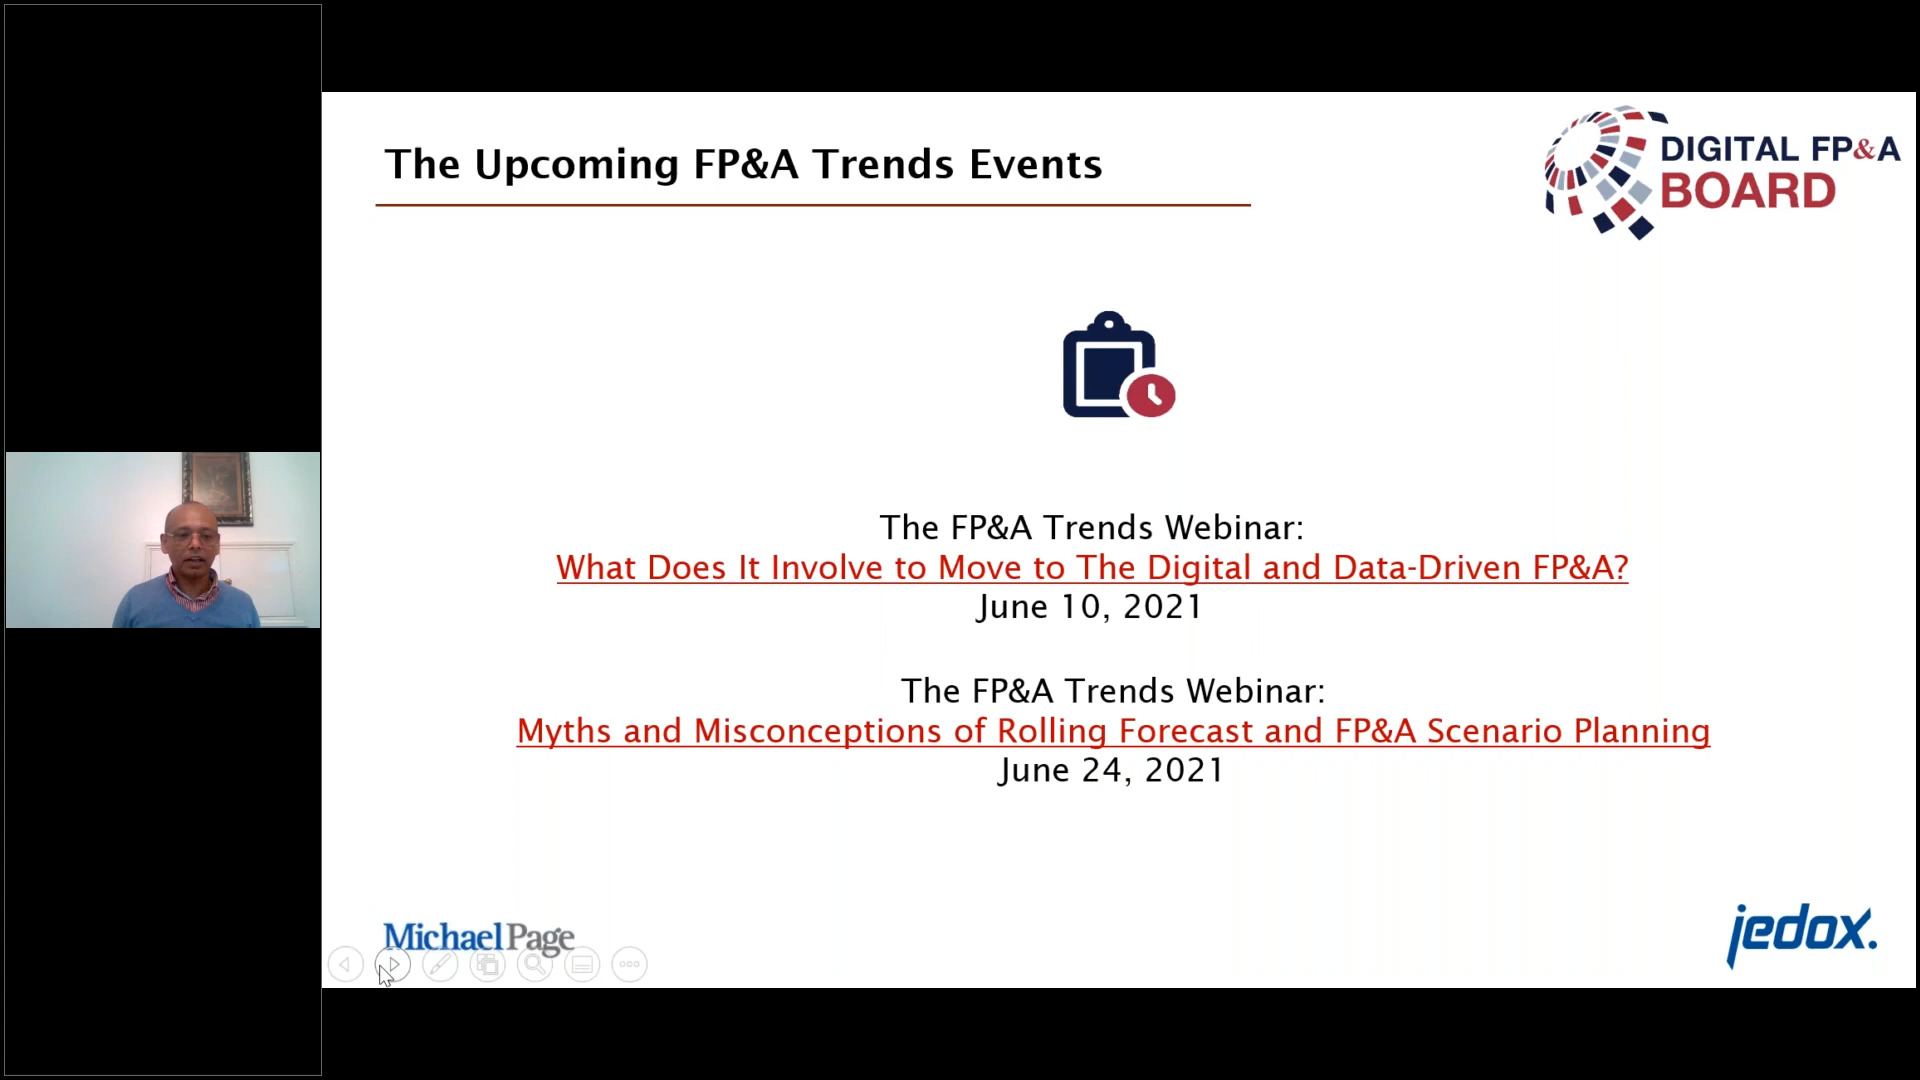 The Upcoming FP&A Trends Events
DIGITAL FP&A
BOARD
The FP&A Trends Webinar:
What Does It Involve to Move to The Digital and Data-Driven FP&A?
June 10, 2021
The FP&A Trends Webinar:
Myths and Misconceptions of Rolling Forecast and FP&A Scenario Planning
June 24, 2021
MichaelPage
jedox.